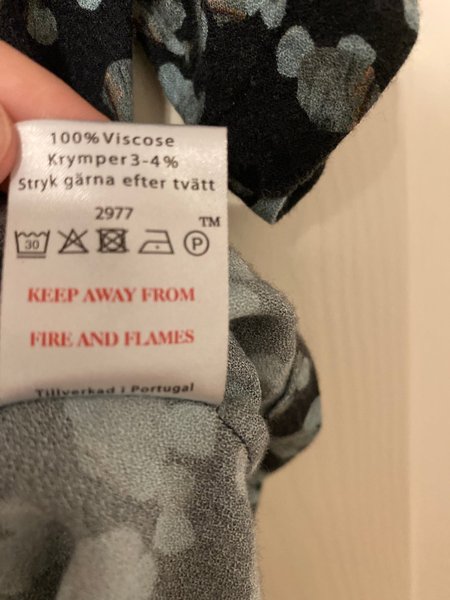 100% Viscose
Krymper 3-4%
Stryk gärna efter tvätt
2977
TM
30 P
KEEP AWAY FROM
FIRE AND FLAMES
Tillverkad i Portugal